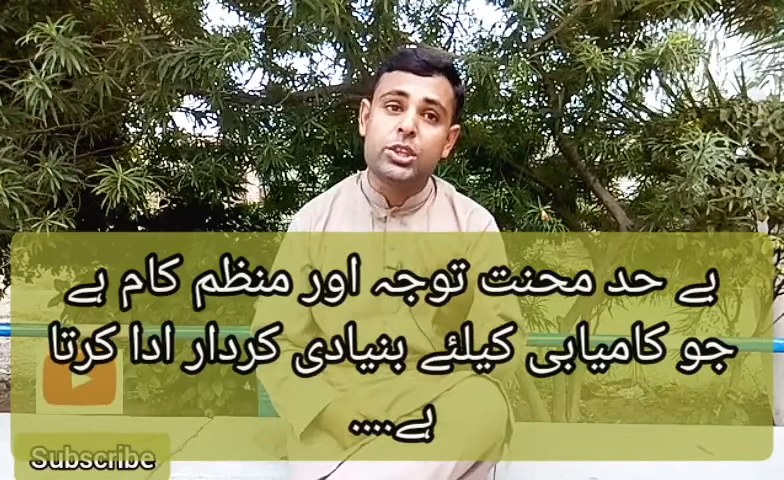 بے حد محنت توجہ اور منظم کام ہے
جو کامیابی کیلئے بنیادی کردار ادا کرتا
ہے....
Subscribe